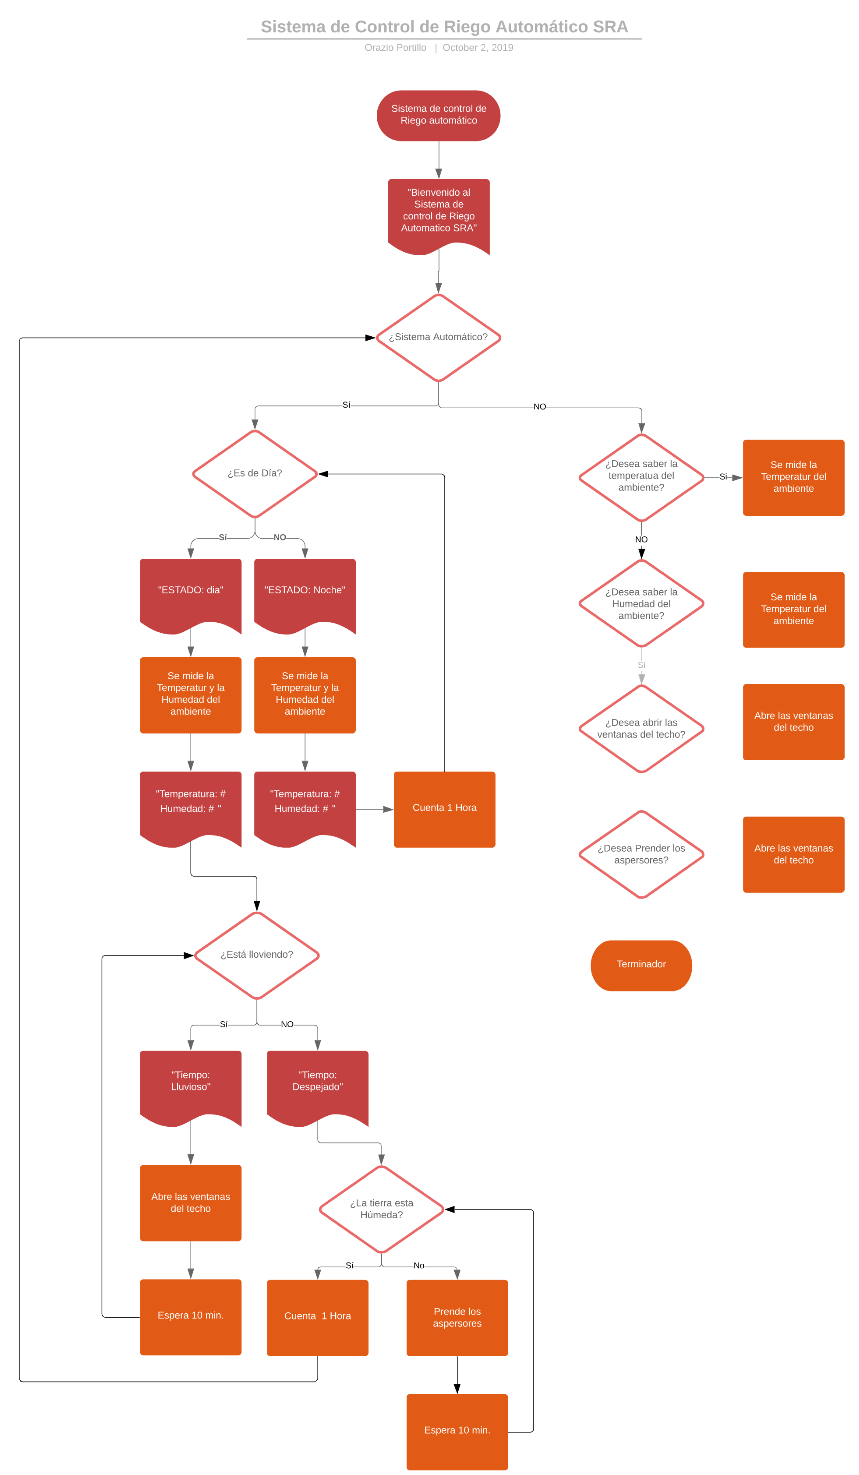 Sistema de Control de Riego Automático SRA
Orazio Portillo | October 2, 2019
Sistema de control de
Riego automático
"Bienvenido al
Sistema de
control de Riego
Automatico SRA"
¿Sistema Automático?
Sí
NO
¿Es de Día?
¿Desea saber la
temperatua del
ambiente?
Si
Se mide la
Temperatur del
ambiente
Sí
NO
NO
"ESTADO: dia"
"ESTADO: Noche"
¿Desea saber la
Humedad del
ambiente?
Se mide la
Temperatur del
ambiente
Se mide la
Temperatur y la
Humedad del
ambiente
Se mide la
Temperatur y la
Humedad del
ambiente
Si
¿Desea abrir las
ventanas del techo?
Abre las ventanas
del techo
"Temperatura: #
Humedad: # "
"Temperatura: #
Humedad: # "
Cuenta 1 Hora
¿Desea Prender los
aspersores?
Abre las ventanas
del techo
¿Está lloviendo?
Terminador
Sí
NO
"Tiempo:
Lluvioso"
"Tiempo:
Despejado"
Abre las ventanas
del techo
¿La tierra esta
Húmeda?
Sí
No
Espera 10 min.
Cuenta 1 Hora
Prende los
aspersores
Espera 10 min.